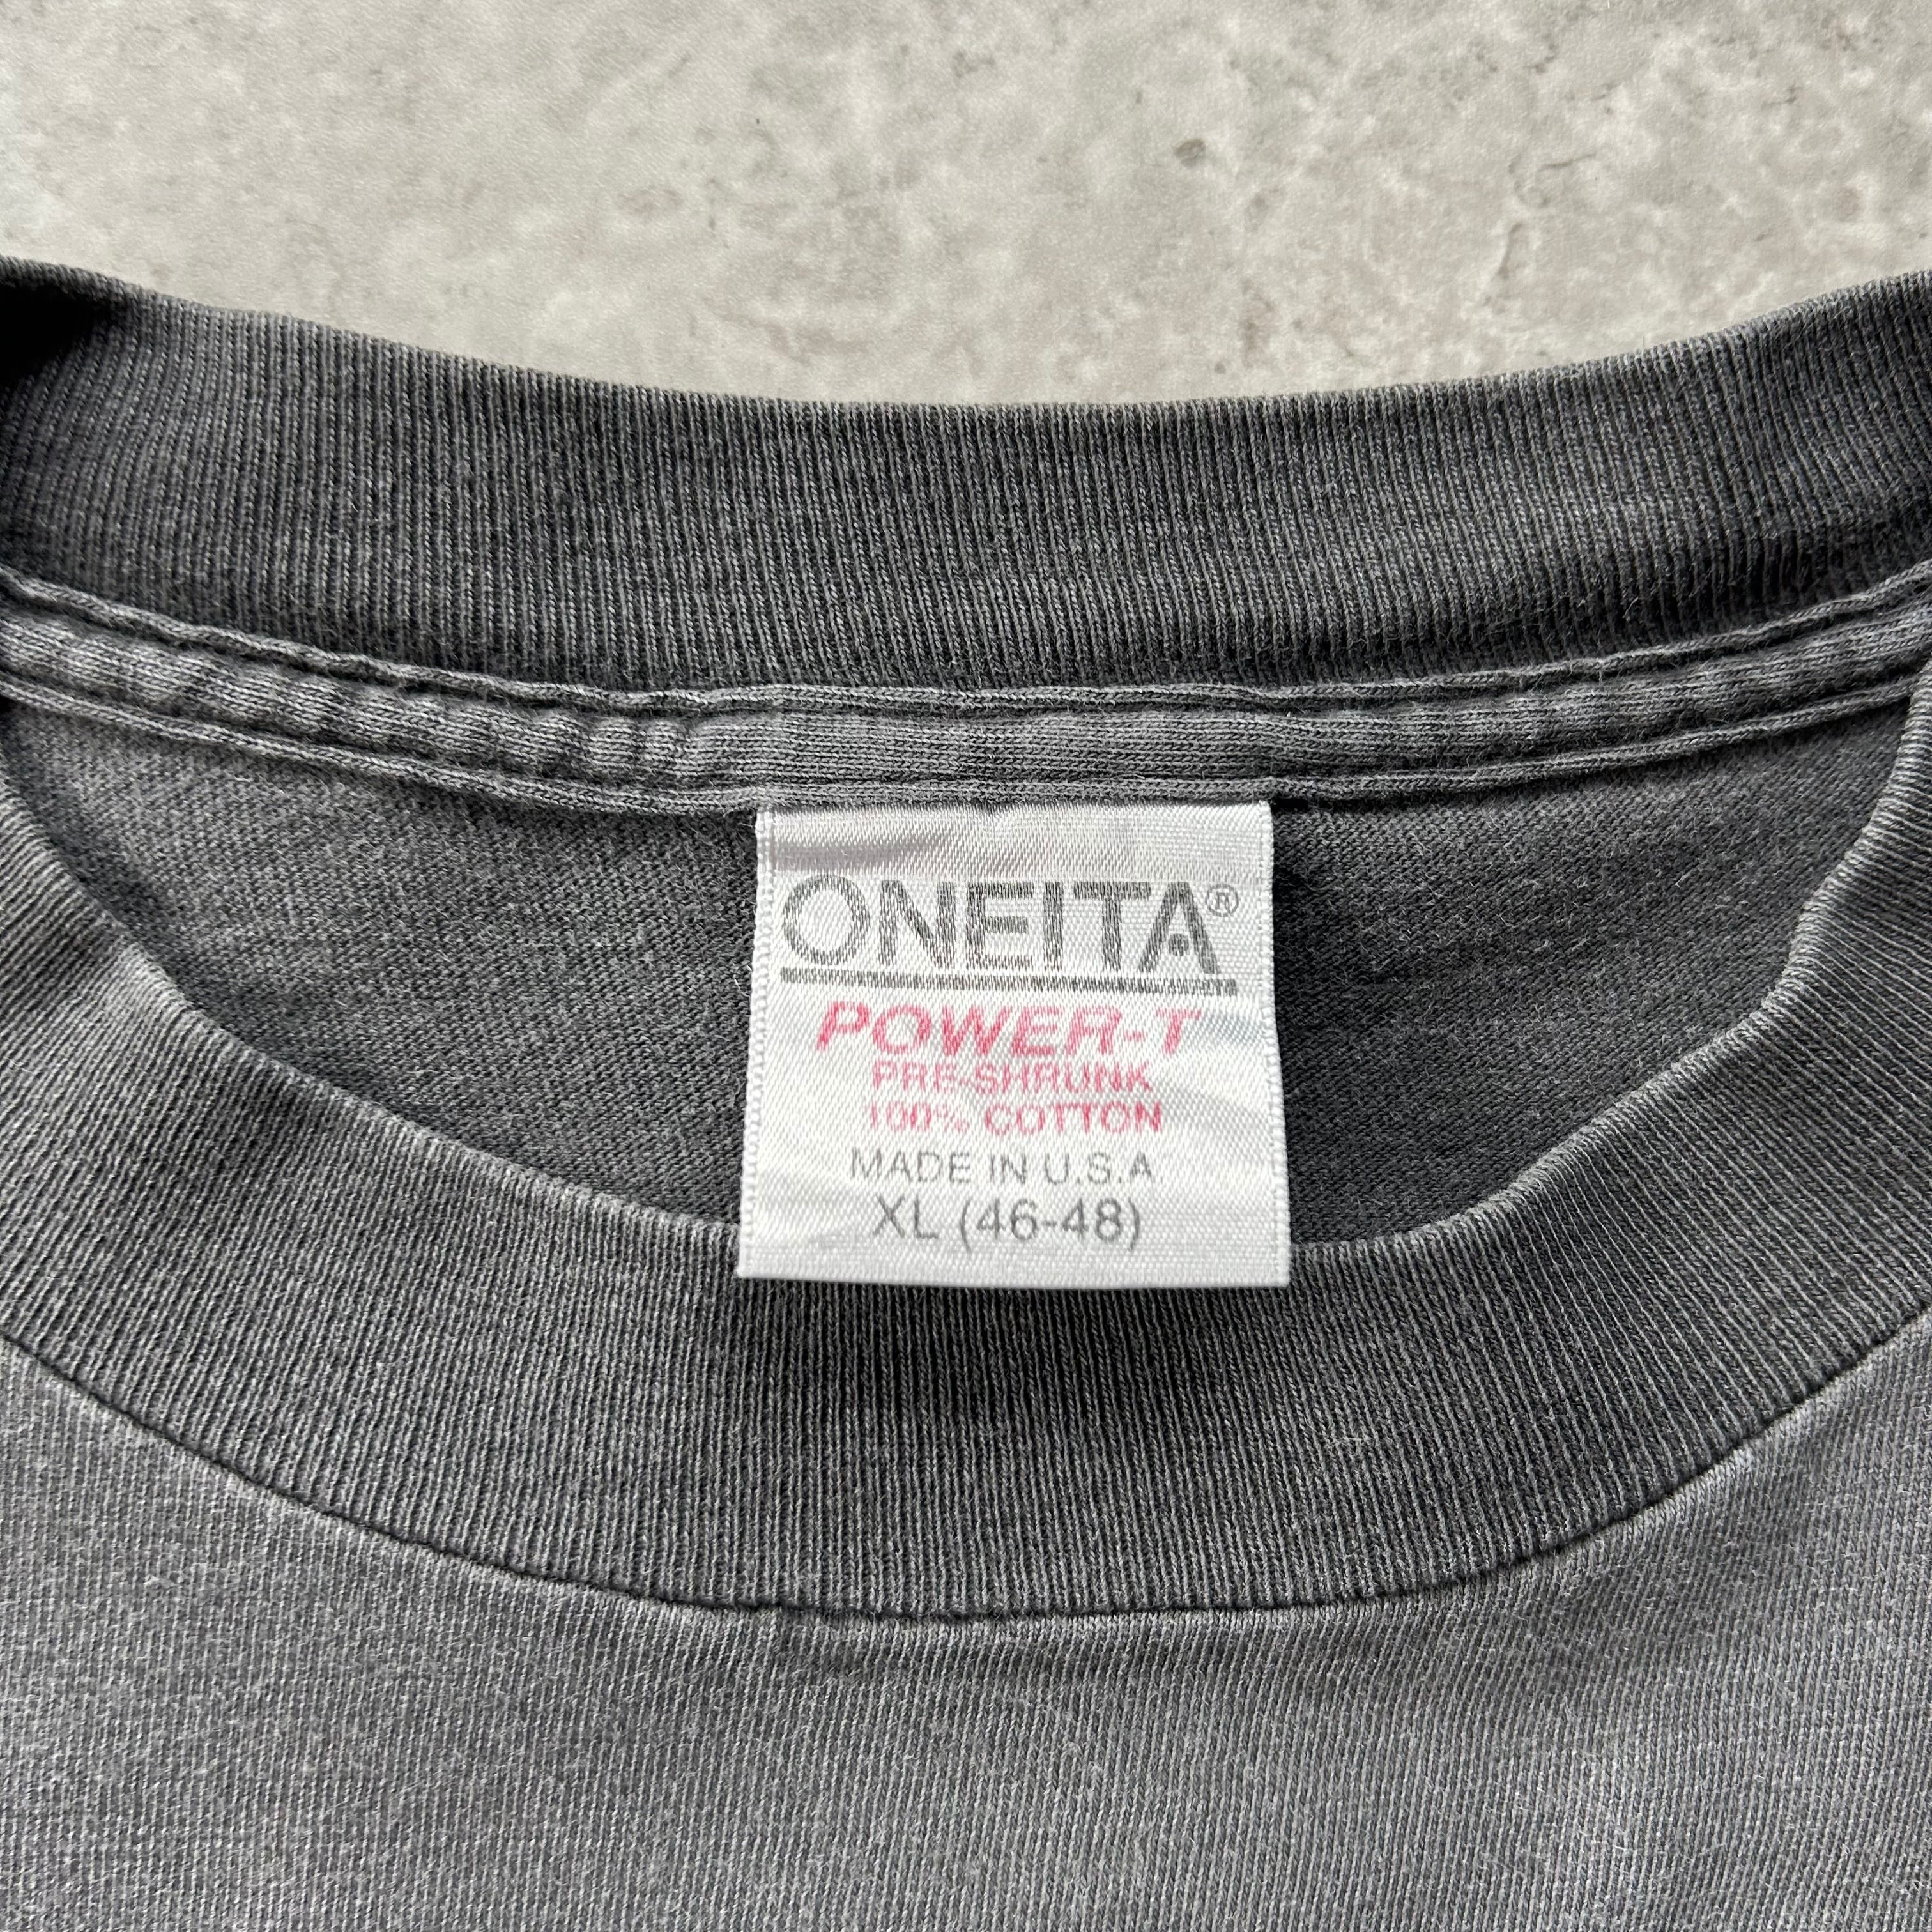 ONEITA®
POWER-T
PRE-SHRUNK
100% COTTON
MADE IN U.S.A
XL (46-48)